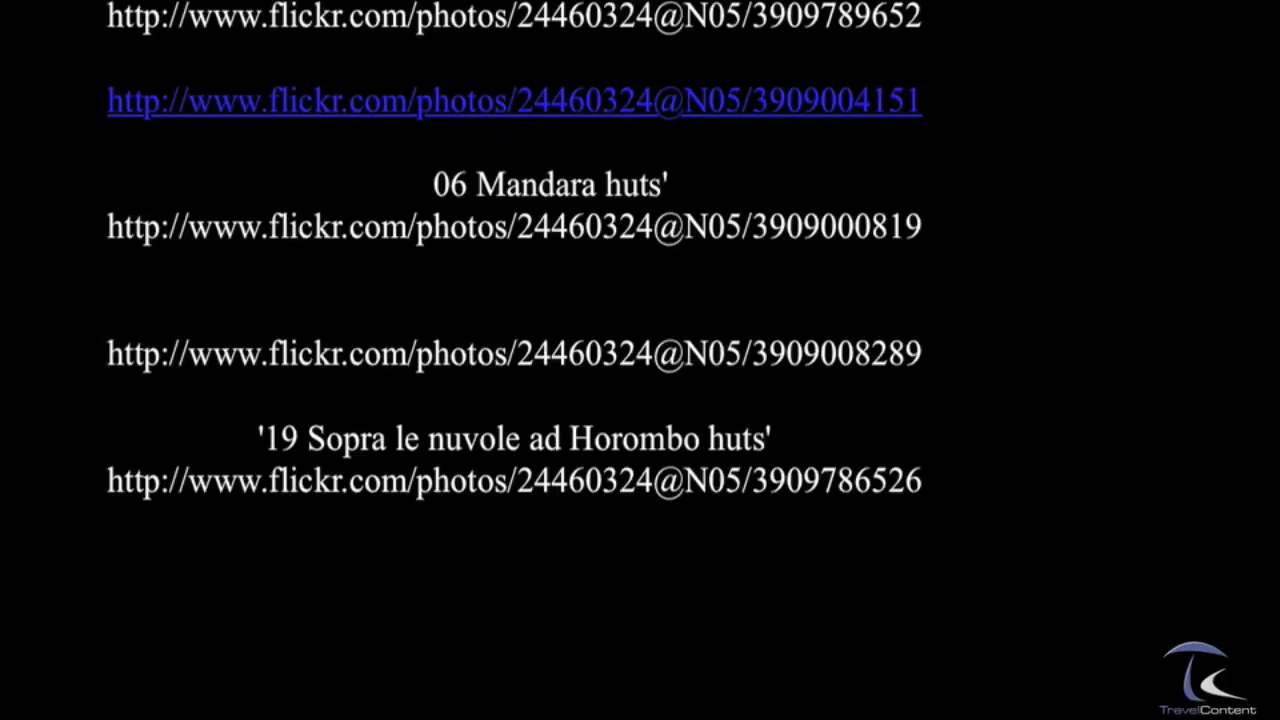 http://www.flickr.com/photos/24460324@N05/3909789652
http://www.flickr.com/photos/24460324@N05/3909004151
06 Mandara huts'
http://www.flickr.com/photos/24460324@N05/3909000819
http://www.flickr.com/photos/24460324@N05/3909008289
'19 Sopra le nuvole ad Horombo huts'
http://www.flickr.com/photos/24460324@N05/3909786526
TravelContent